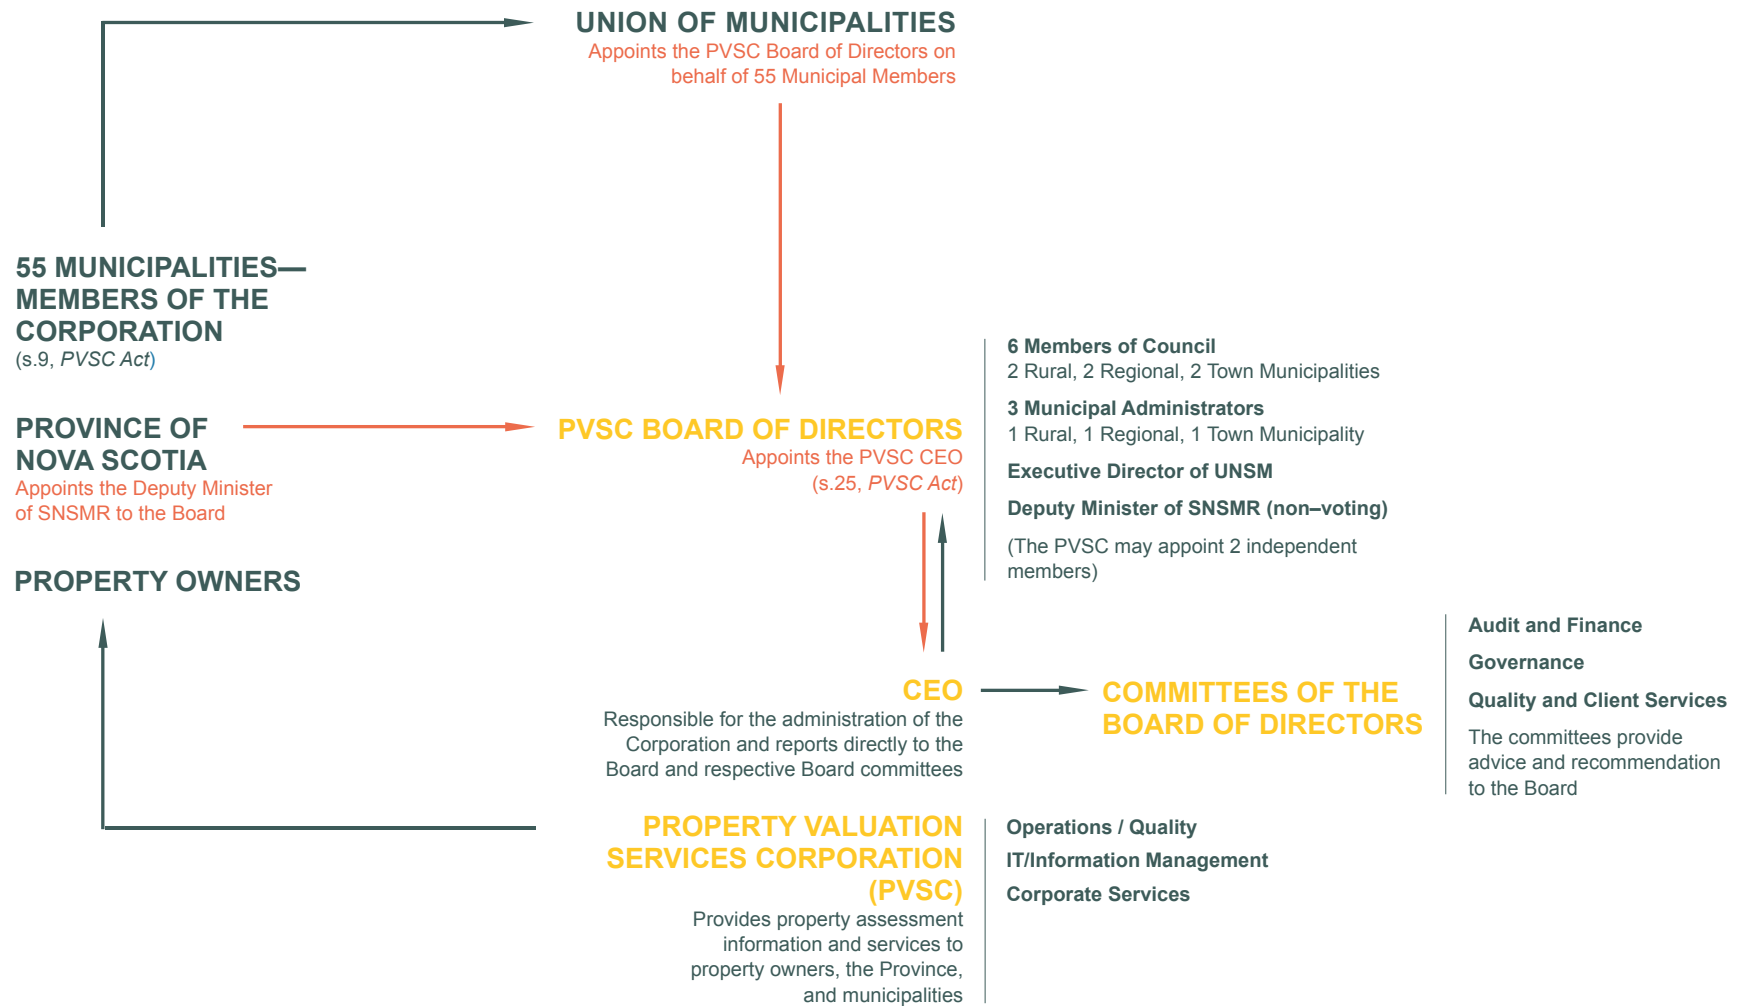 UNION OF MUNICIPALITIES
Appoints the PVSC Board of Directors on
behalf of 55 Municipal Members
55 MUNICIPALITIES—
MEMBERS OF THE
CORPORATION
(s.9, PVSC Act)
PROVINCE OF
NOVA SCOTIA
Appoints the Deputy Minister
of SNSMR to the Board
PROPERTY OWNERS
PVSC BOARD OF DIRECTORS
Appoints the PVSC CEO
(s.25, PVSC Act)
6 Members of Council
2 Rural, 2 Regional, 2 Town Municipalities
3 Municipal Administrators
1 Rural, 1 Regional, 1 Town Municipality
Executive Director of UNSM
Deputy Minister of SNSMR (non–voting)
(The PVSC may appoint 2 independent
members)
CEO
Responsible for the administration of the
Corporation and reports directly to the
Board and respective Board committees
COMMITTEES OF THE
BOARD OF DIRECTORS
Audit and Finance
Governance
Quality and Client Services
The committees provide
advice and recommendation
to the Board
PROPERTY VALUATION
SERVICES CORPORATION
(PVSC)
Provides property assessment
information and services to
property owners, the Province,
and municipalities
Operations / Quality
IT/Information Management
Corporate Services